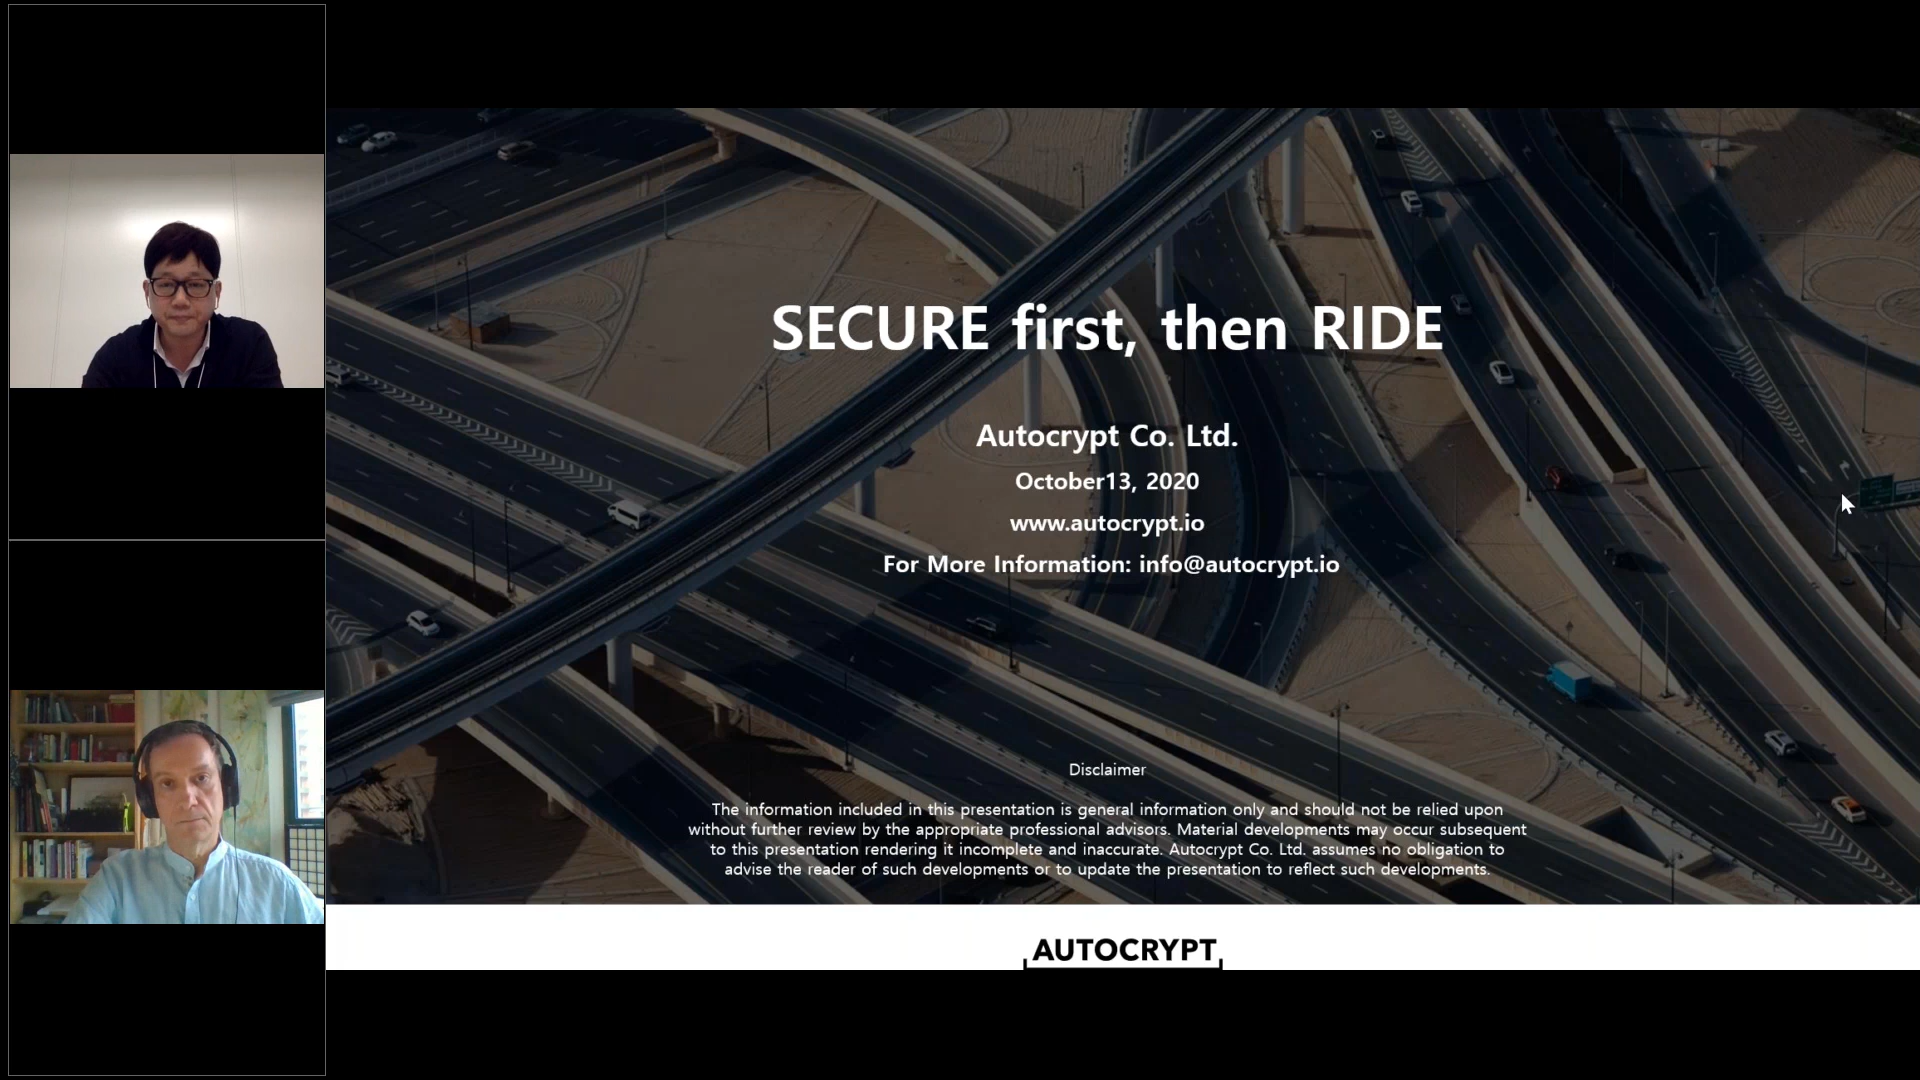 SECURE first, then RIDE
Autocrypt Co. Ltd.
October13, 2020
www.autocrypt.io
For More Information: info@autocrypt.io
Disclaimer
The information included in this presentation is general information only and should not be relied upon
without further review by the appropriate professional advisors. Material developments may occur subsequent
to this presentation rendering it incomplete and inaccurate. Autocrypt Co. Ltd. assumes no obligation to
advise the reader of such developments or to update the presentation to reflect such developments.
AUTOCRYPT